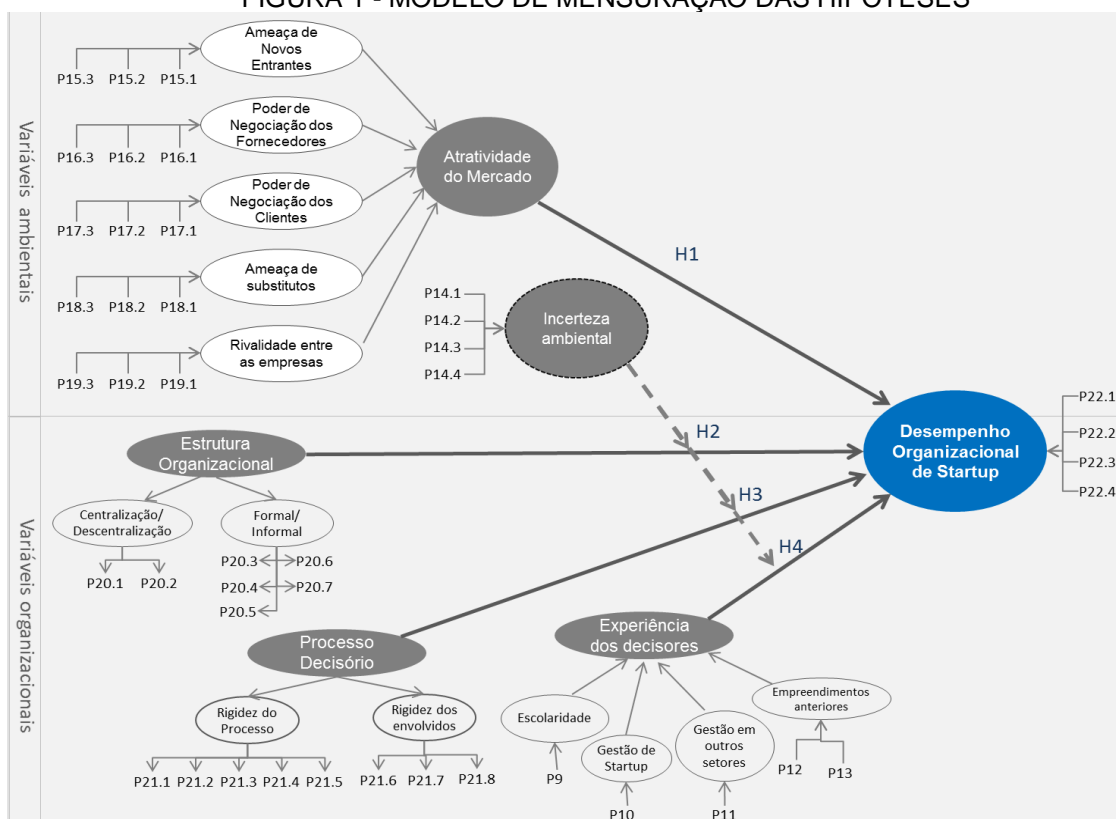 FIGURA 1 - MODELO DE MENSURAÇÃO DAS HIPÓTESES
Variáveis ambientais
Ameaça de
Novos
Entrantes
P15.3 P15.2 P15.1
Poder de
Negociação dos
Fornecedores
P16.3 P16.2 P16.1
Poder de
Negociação dos
Clientes
P17.3 P17.2 P17.1
Ameaça de
substitutos
P18.3 P18.2 P18.1
Rivalidade entre
as empresas
P19.3 P19.2 P19.1
Atratividade
do Mercado
H1
P14.1
P14.2
P14.3
P14.4
Incerteza
ambiental
H2
H3
H4
Desempenho
Organizacional
de Startup
P22.1
P22.2
P22.3
P22.4
Variáveis organizacionais
Estrutura
Organizacional
Centralização/
Descentralização
P20.1 P20.2
Formal/
Informal
P20.3 P20.6
P20.4 P20.7
P20.5
Processo
Decisório
Rigidez do
Processo
P21.1 P21.2 P21.3 P21.4 P21.5
Rigidez dos
envolvidos
P21.6 P21.7 P21.8
Experiência
dos decisores
Escolaridade
P9
Gestão de
Startup
P10
Gestão em
outros
setores
P11
Empreendimentos
anteriores
P12 P13